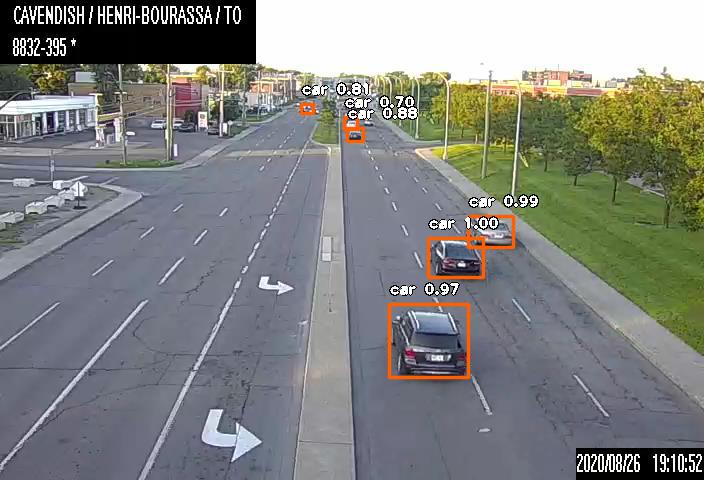 CAVENDISH / HENRI-BOURASSA / TO
8832-395 *
car 0.81
car 0.70
car 0.88
car 0.99
car 1.00
car 0.97
2020/08/26 19:10:52